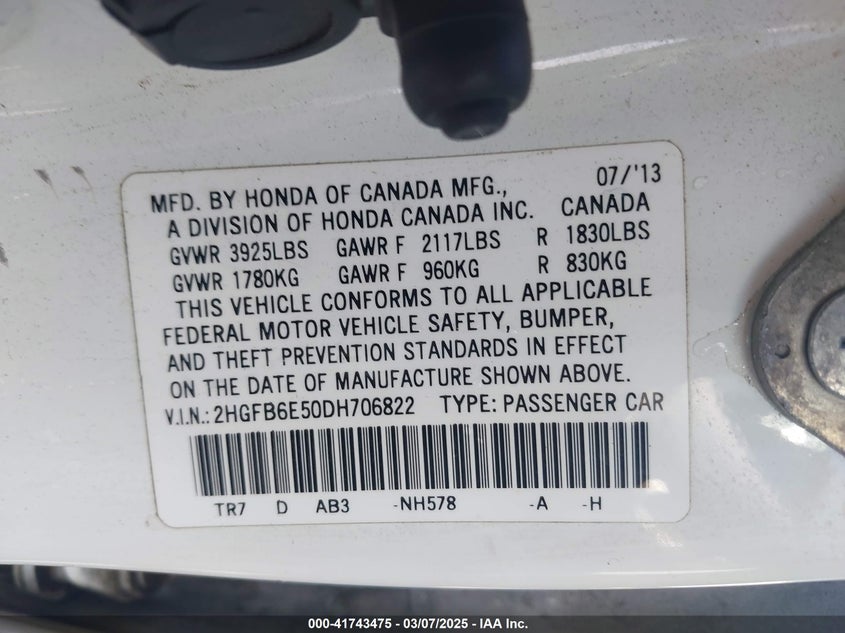 MFD. BY HONDA OF CANADA MFG., 07/'13
A DIVISION OF HONDA CANADA INC. CANADA
GVWR 3925LBS GAWR F 2117LBS R 1830LBS
GVWR 1780KG GAWR F 960KG R 830KG
THIS VEHICLE CONFORMS TO ALL APPLICABLE
FEDERAL MOTOR VEHICLE SAFETY, BUMPER,
AND THEFT PREVENTION STANDARDS IN EFFECT
ON THE DATE OF MANUFACTURE SHOWN ABOVE.
V.I.N.: 2HGFB6E50DH706822 TYPE: PASSENGER CAR
TR7 D AB3 -NH578 -A -H
000-41743475 | 03/07/2025 | IAA Inc.